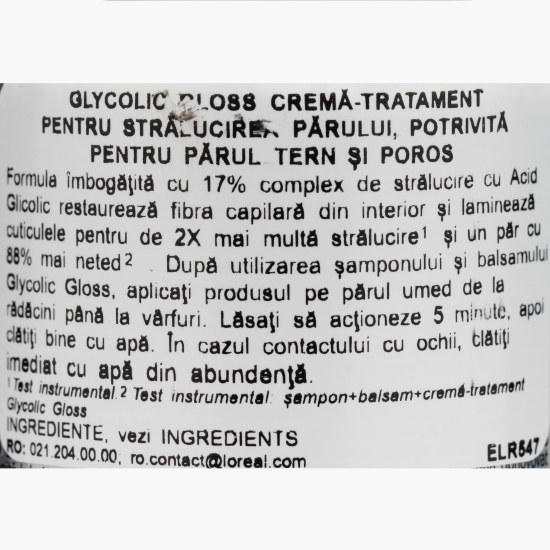 GLYCOLIC GLOSS CREMĂ-TRATAMENT
PENTRU STRĂLUCIREA PĂRULUI, POTRIVITĂ
PENTRU PĂRUL TERN ȘI POROS
Formula îmbogățită cu 17% complex de strălucire cu Acid
Glicolic restaurează fibra capilară din interior și laminează
cuticulele pentru de 2X mai multă strălucire¹ și un păr cu
88% mai neted² . După utilizarea șamponului și balsamului
Glycolic Gloss, aplicați produsul pe părul umed de la
rădăcini până la vârfuri. Lăsați să acționeze 5 minute, apoi
clătiți bine cu apă. În cazul contactului cu ochii, clătiți
imediat cu apă din abundență.
¹ Test instrumental.² Test instrumental: șampon+balsam+cremă-tratament
Glycolic Gloss
INGREDIENTE, vezi INGREDIENTS
RO: 021.204.00.00; ro.contact@loreal.com
ELR547